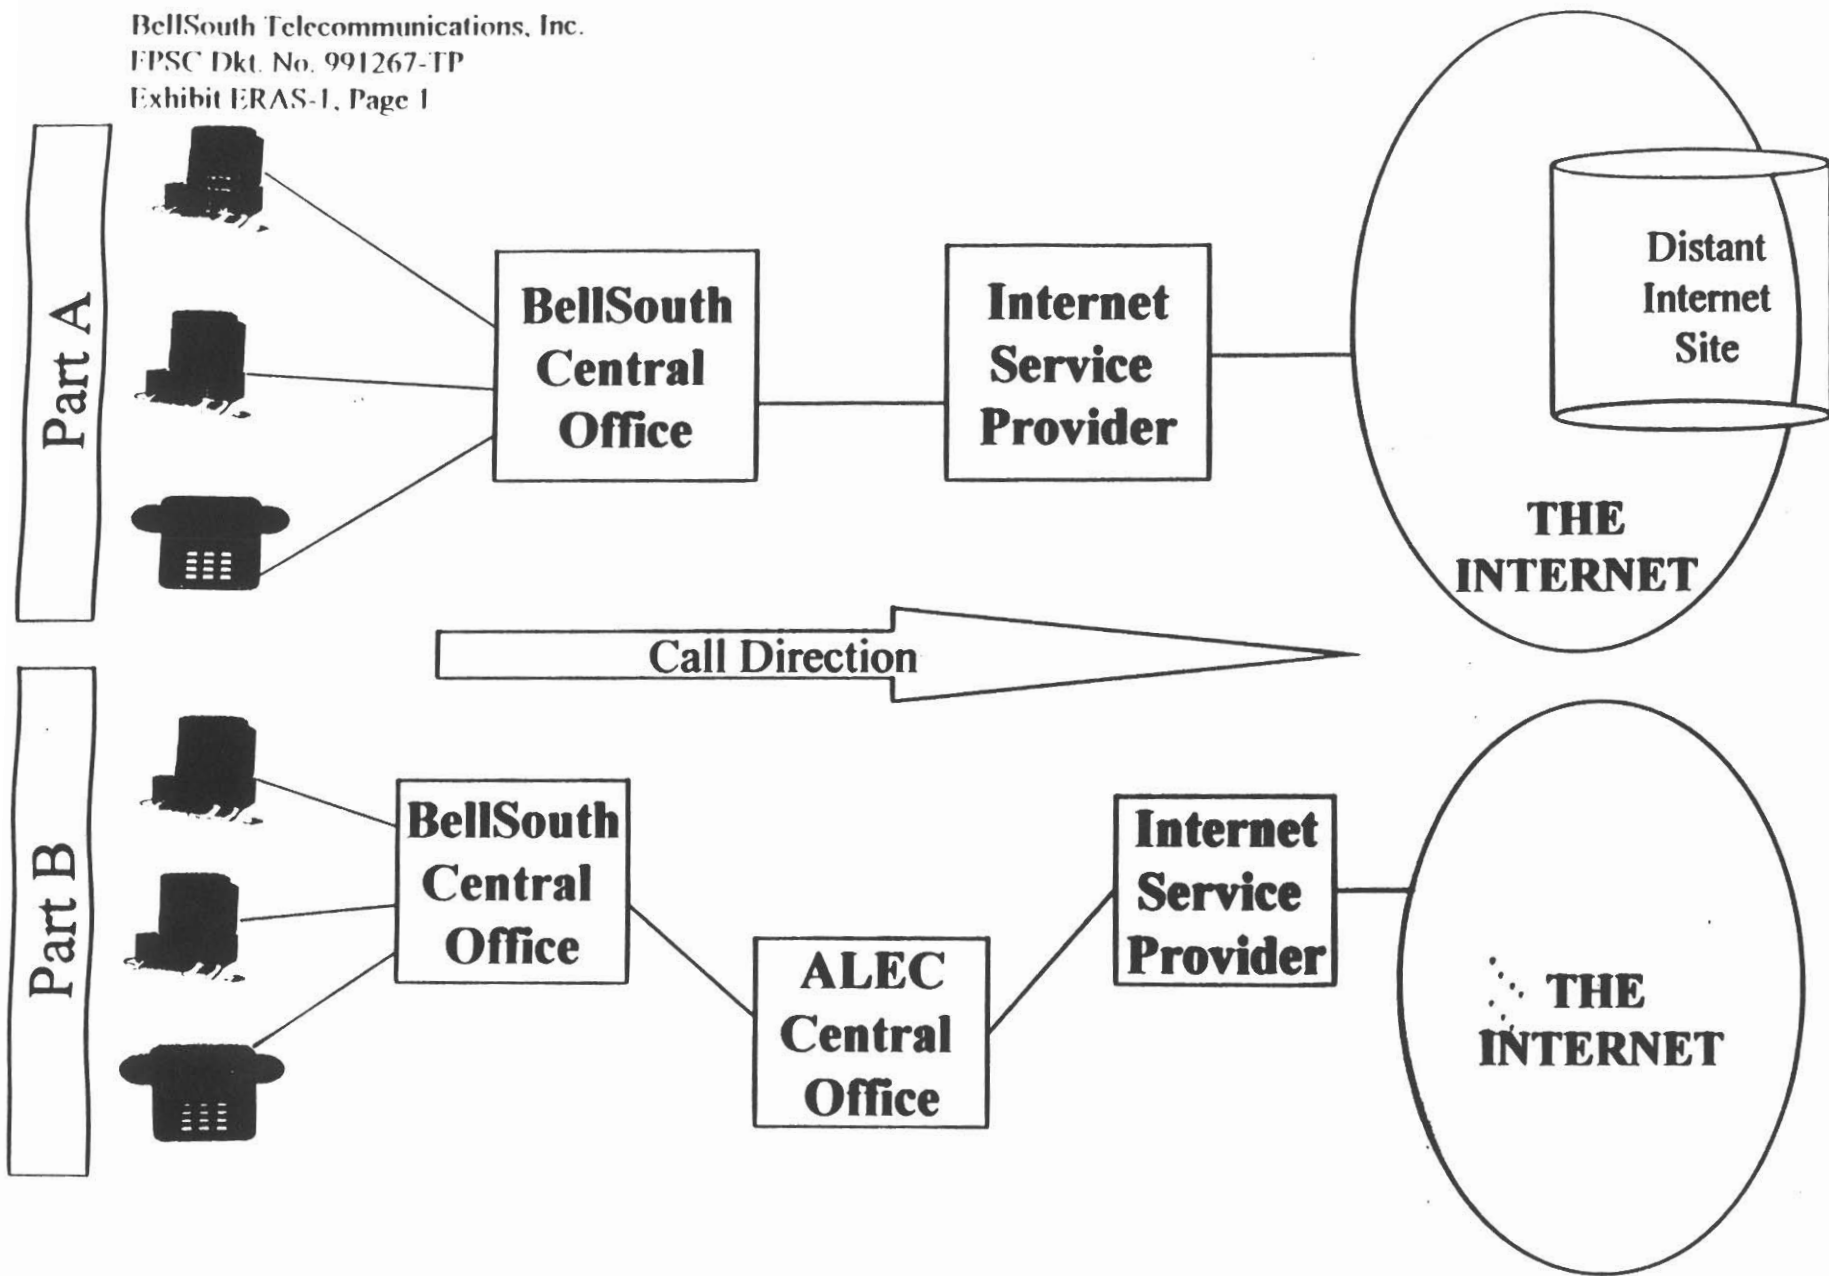 BellSouth Telecommunications, Inc.
FPSC Dkt. No. 991267-TP
Exhibit ERAS-1, Page 1
Part A
BellSouth
Central
Office
Internet
Service
Provider
Distant
Internet
Site
THE
INTERNET
Call Direction
Part B
BellSouth
Central
Office
ALEC
Central
Office
Internet
Service
Provider
THE
INTERNET